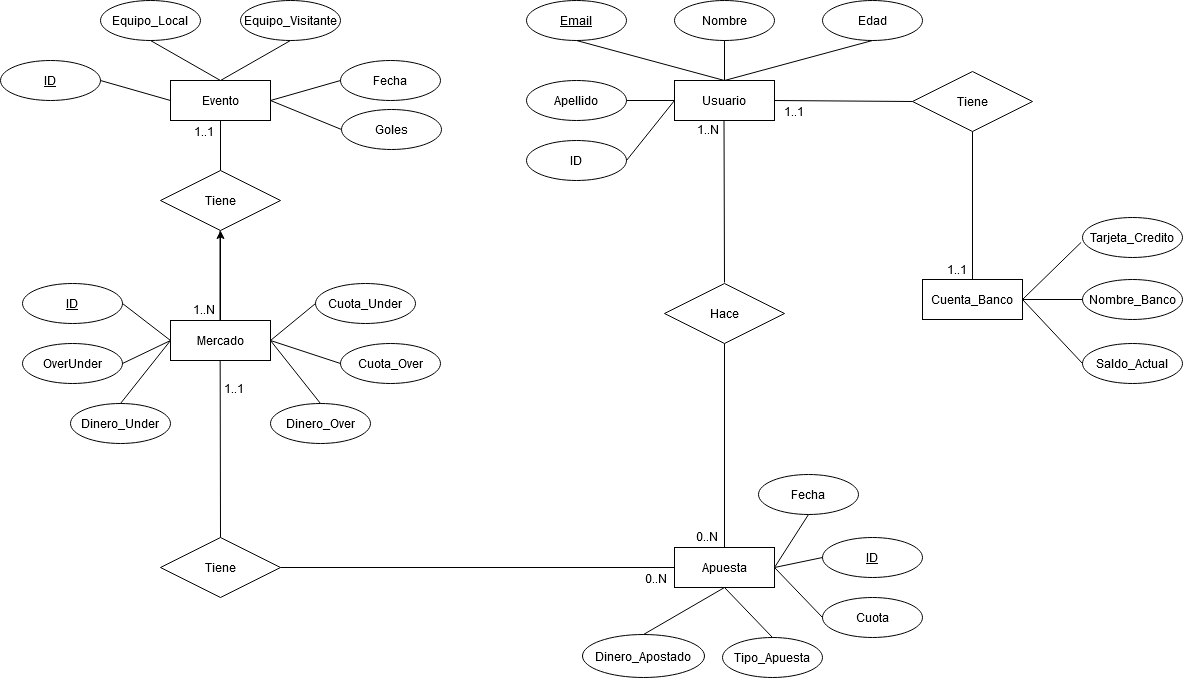 Equipo_Local
Equipo_Visitante
Email
Nombre
Edad
ID
Evento
Fecha
Goles
1..1
Apellido
Usuario
1..1
1..N
ID
Tiene
Tiene
1..N
1..1
Tarjeta_Credito
Cuenta_Banco
Nombre_Banco
Saldo_Actual
ID
Cuota_Under
Mercado
Hace
OverUnder
Cuota_Over
1..1
Dinero_Under
Dinero_Over
Fecha
0..N
Tiene
0..N
Apuesta
ID
Cuota
Dinero_Apostado
Tipo_Apuesta